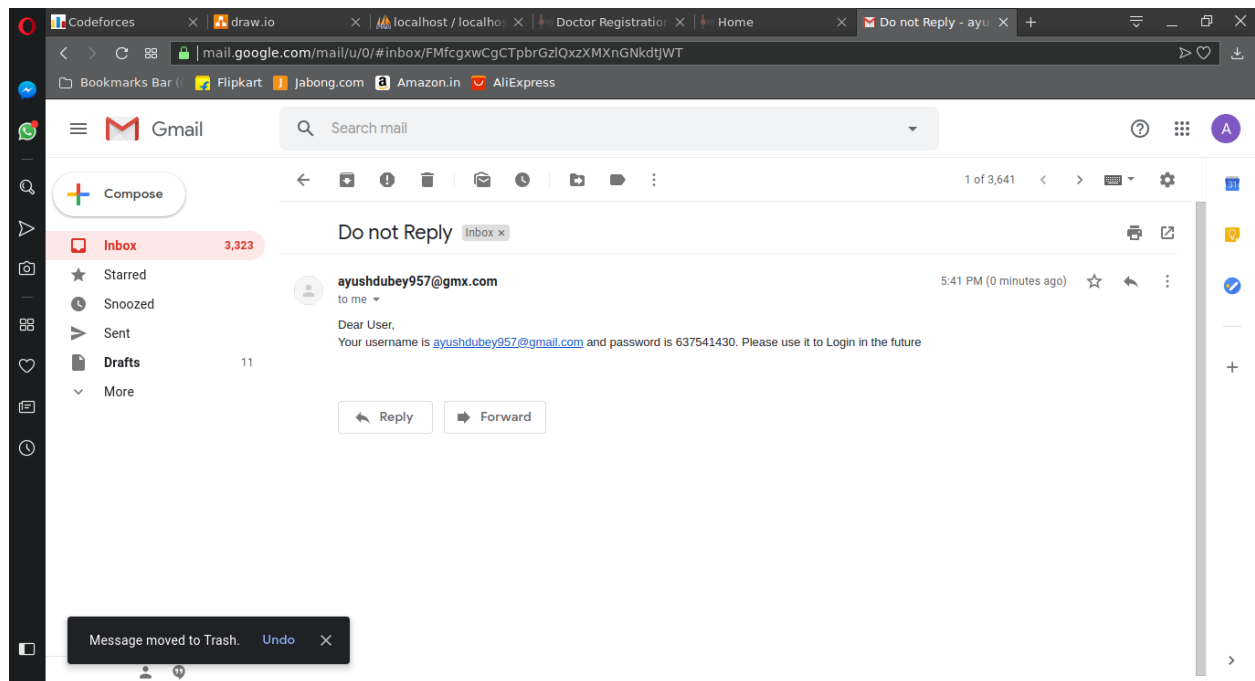 Codeforces draw.io localhost / localhos Doctor Registration Home Do not Reply - ayu
mail.google.com/mail/u/0/#inbox/FMfcgxwCgCTpbrGzlQxzXMXnGNkdtJWT
Bookmarks Bar ( Flipkart Jabong.com Amazon.in AliExpress
Gmail Search mail A
Compose 1 of 3,641 31
Do not Reply Inbox ×
Inbox 3,323
Starred
Snoozed
Sent
Drafts 11
More
ayushdubey957@gmx.com 5:41 PM (0 minutes ago)
to me
Dear User,
Your username is ayushdubey957@gmail.com and password is 637541430. Please use it to Login in the future
Reply Forward
Message moved to Trash. Undo